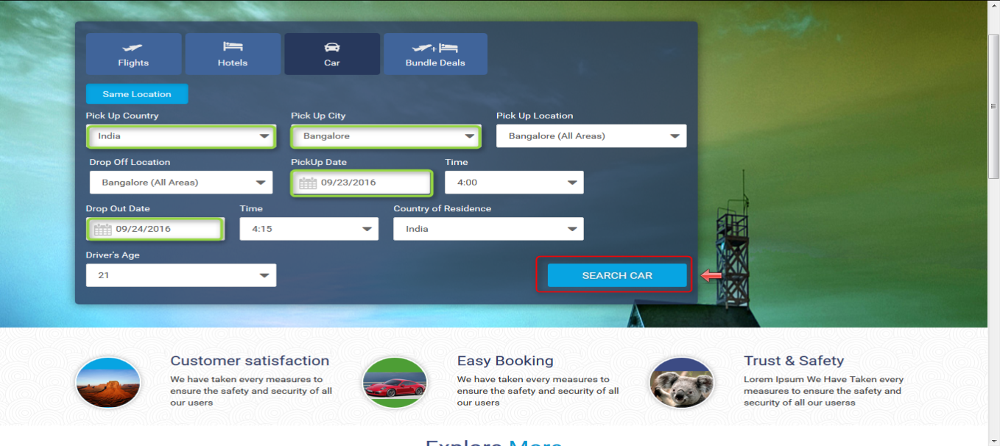 Flights
Hotels
Car
+
Bundle Deals
Same Location
Pick Up Country
Pick Up City
Pick Up Location
India
Bangalore
Bangalore (All Areas)
Drop Off Location
PickUp Date
Time
Bangalore (All Areas)
09/23/2016
4:00
Drop Out Date
Time
Country of Residence
09/24/2016
4:15
India
Driver's Age
21
SEARCH CAR
Customer satisfaction
We have taken every measures to
ensure the safety and security of all
our users
Easy Booking
We have taken every measures to
ensure the safety and security of all
our users
Trust & Safety
Lorem Ipsum We Have Taken every
measures to ensure the safety and
security of all our userss
Explore More